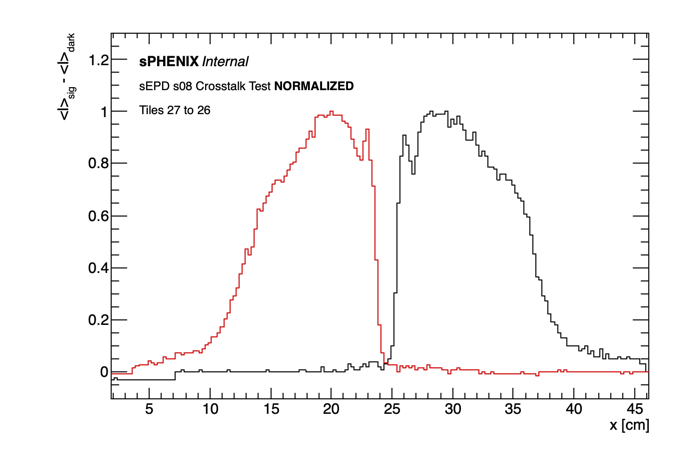 <I>sig - <I>dark
sPHENIX Internal
sEPD s08 Crosstalk Test NORMALIZED
Tiles 27 to 26
1.2
1
0.8
0.6
0.4
0.2
0
5 10 15 20 25 30 35 40 45
x [cm]